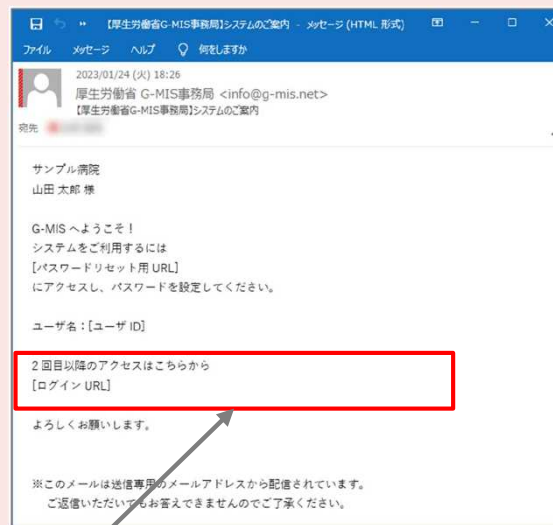 【厚生労働省G-MIS事務局】システムのご案内 - メッセージ (HTML 形式)
ファイル メッセージ ヘルプ 何をしますか
2023/01/24 (火) 18:26
厚生労働省 G-MIS事務局 <info@g-mis.net>
【厚生労働省G-MIS事務局】システムのご案内
宛先
サンプル病院
山田 太郎 様
G-MIS へようこそ！
システムをご利用するには
[パスワードリセット用 URL]
にアクセスし、パスワードを設定してください。
ユーザ名：[ユーザ ID]
2 回目以降のアクセスはこちらから
[ログイン URL]
よろしくお願いします。
※このメールは送信専用のメールアドレスから配信されています。
ご返信いただいてもお答えできませんのでご了承ください。